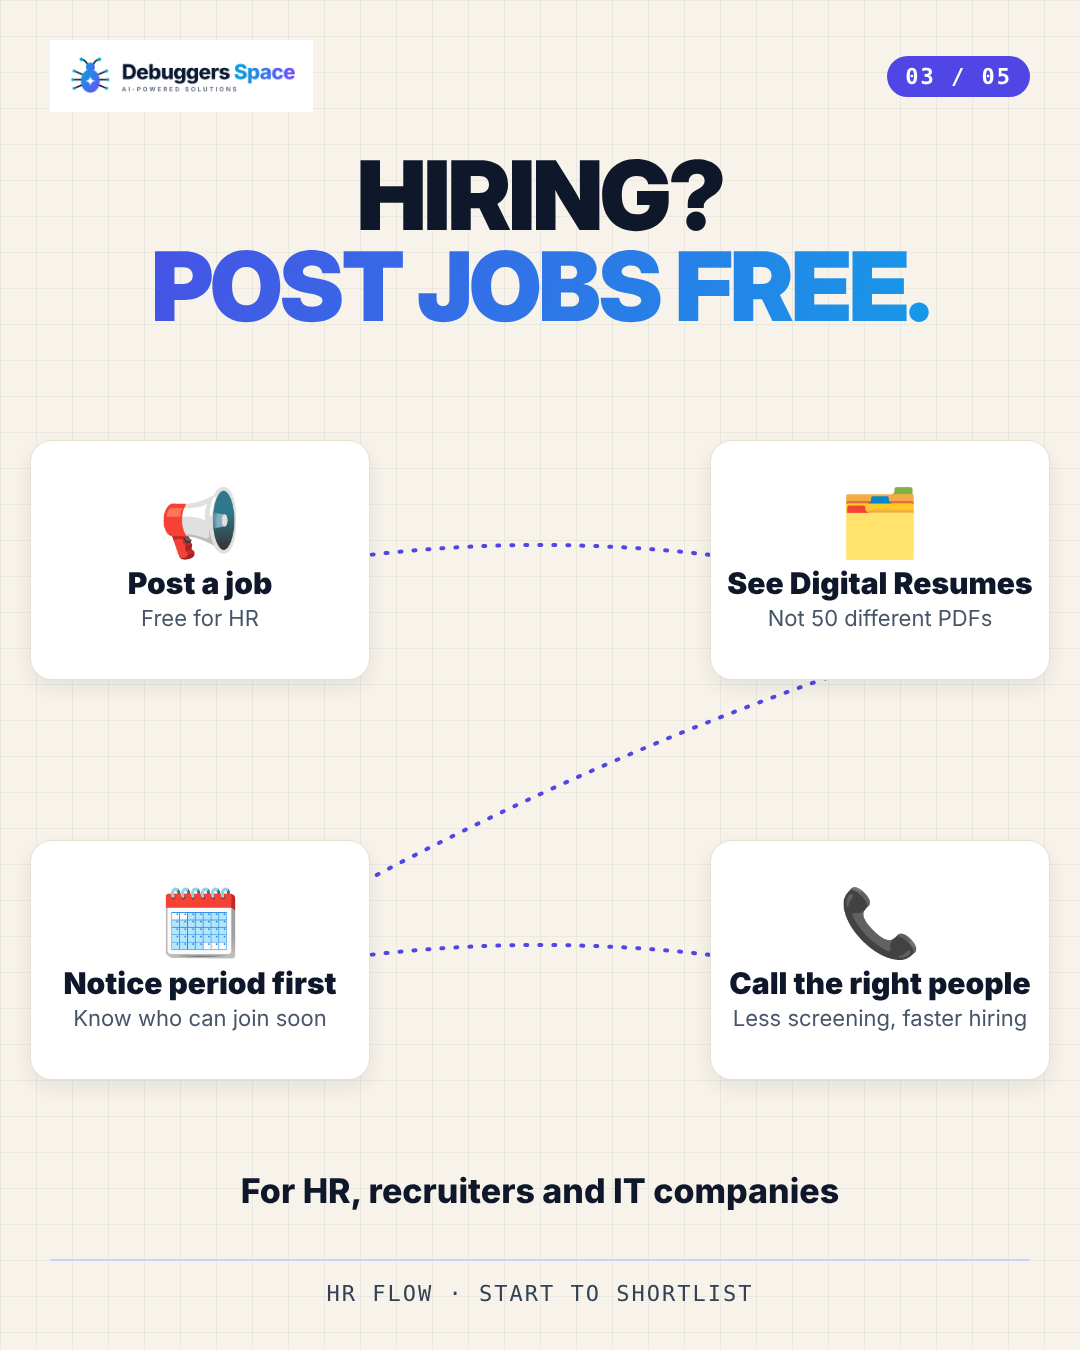 Debuggers Space
AI-POWERED SOLUTIONS
03 / 05
HIRING?
POST JOBS FREE.
Post a job
Free for HR
See Digital Resumes
Not 50 different PDFs
Notice period first
Know who can join soon
Call the right people
Less screening, faster hiring
For HR, recruiters and IT companies
HR FLOW · START TO SHORTLIST